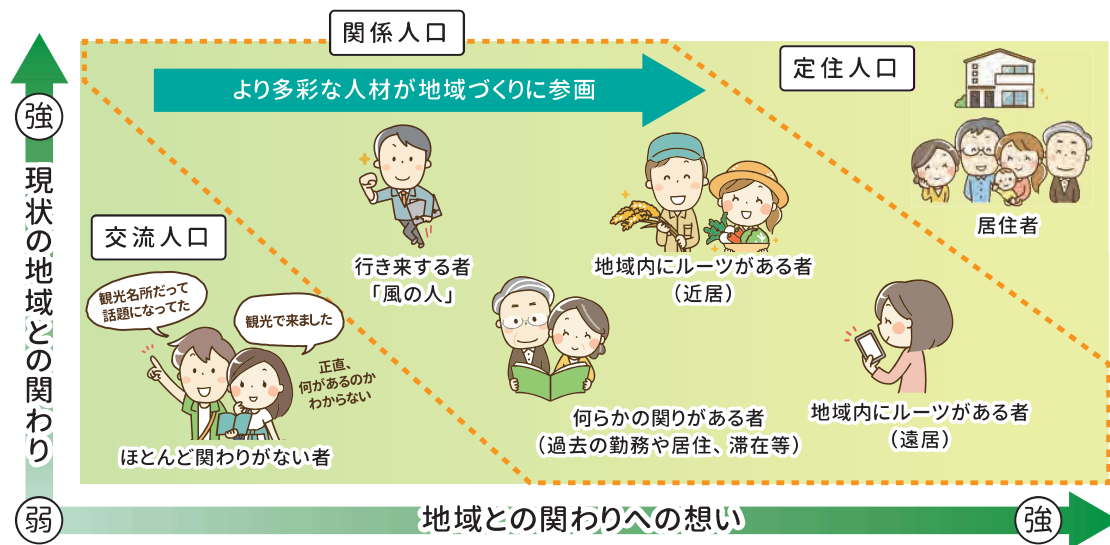 関係人口
定住人口
より多彩な人材が地域づくりに参画
強
現状の地域との関わり
居住者
交流人口
行き来する者
「風の人」
地域内にルーツがある者
（近居）
観光名所だって
話題になってた
観光で来ました
正直、
何があるのか
わからない
何らかの関りがある者
（過去の勤務や居住、滞在等）
地域内にルーツがある者
（遠居）
ほとんど関わりがない者
弱
地域との関わりへの想い
強